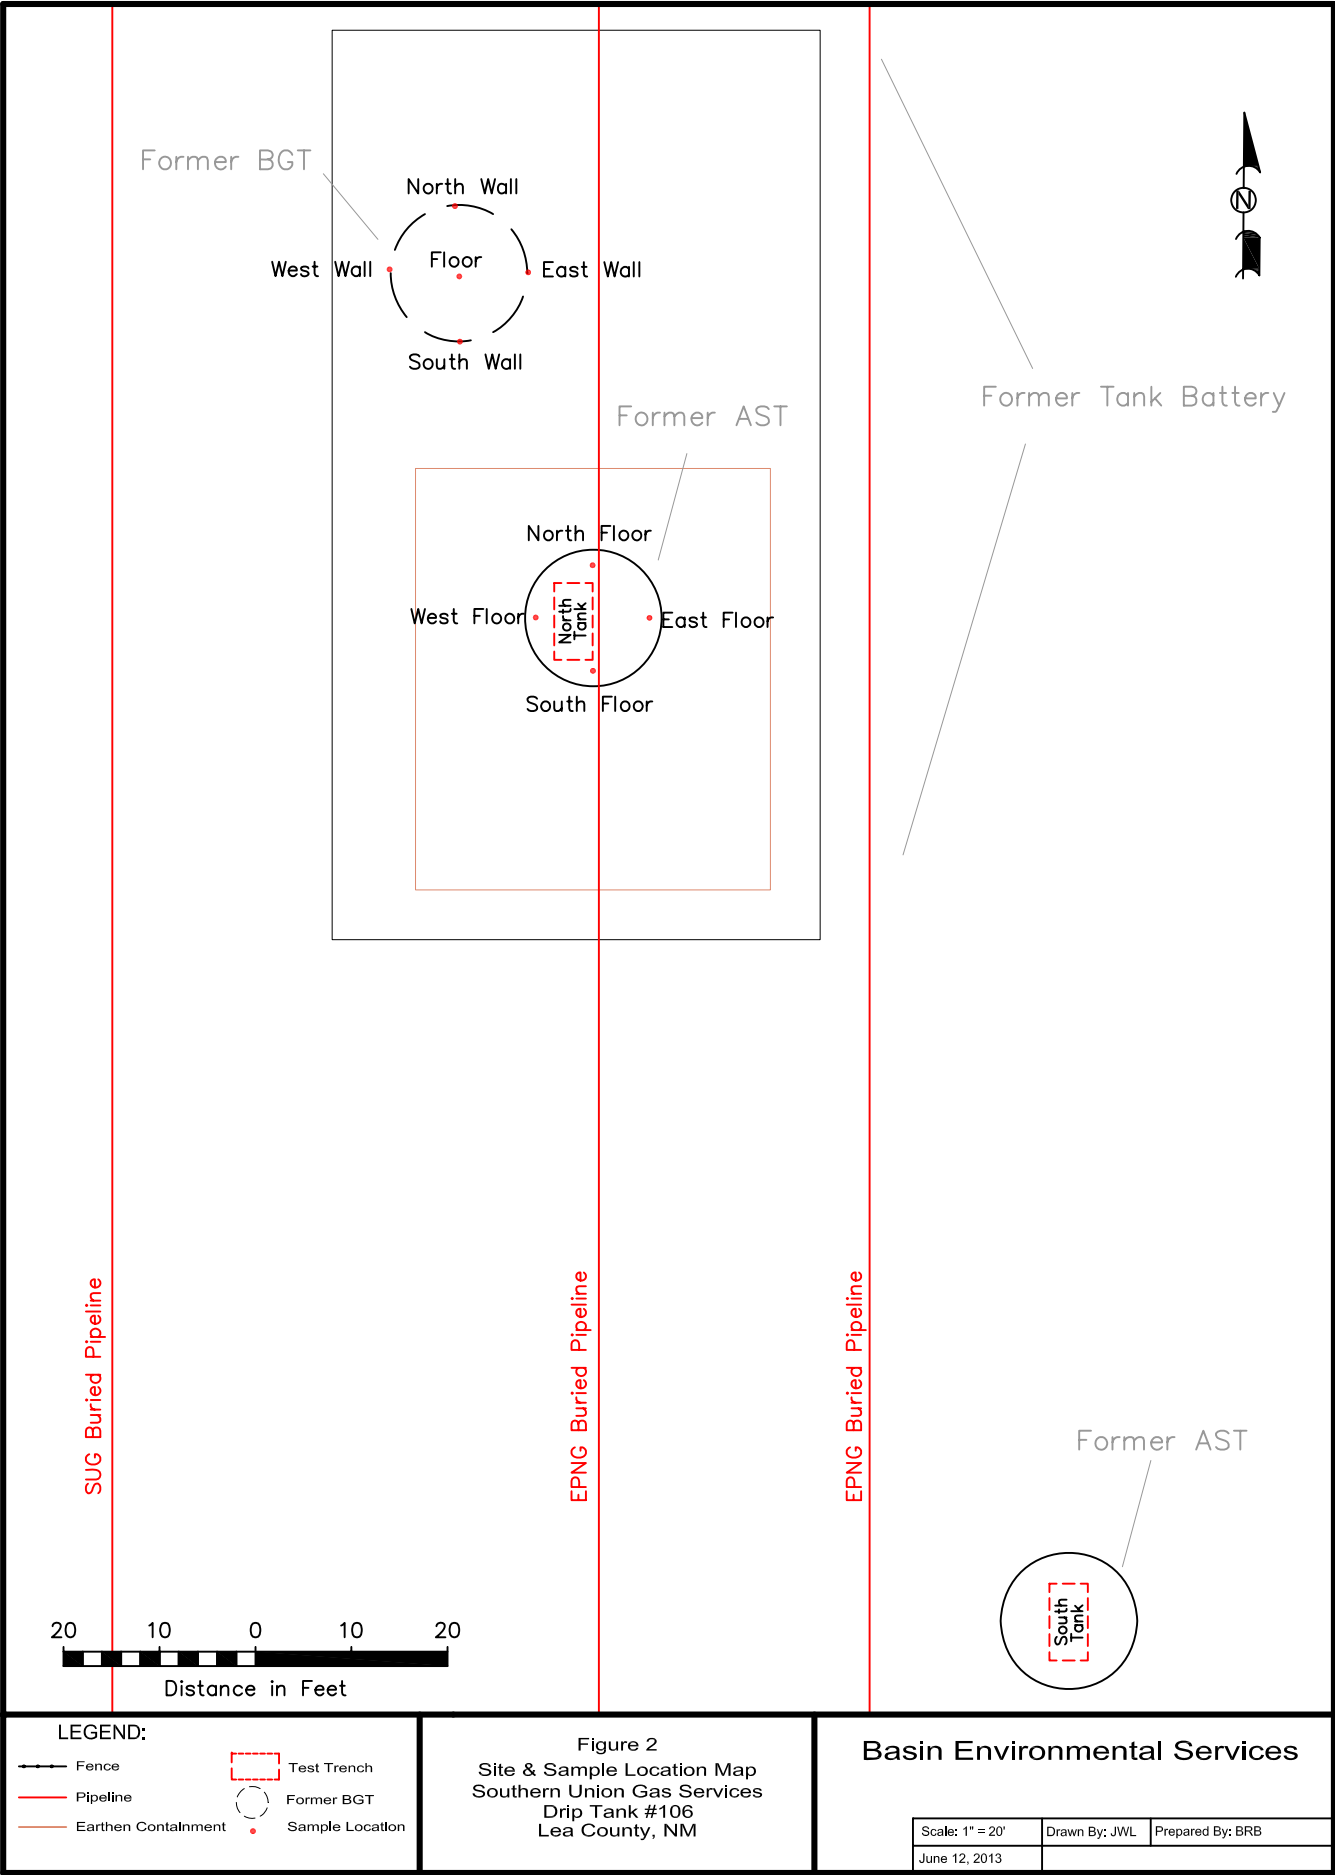 Former BGT
North Wall
West Wall
Floor
East Wall
South Wall
N
Former Tank Battery
Former AST
North Floor
West Floor
North
Tank
East Floor
South Floor
SUG Buried Pipeline
EPNG Buried Pipeline
EPNG Buried Pipeline
Former AST
South
Tank
20 10 0 10 20
Distance in Feet
LEGEND:
Fence
Pipeline
Earthen Containment
Test Trench
Former BGT
Sample Location
Figure 2
Site & Sample Location Map
Southern Union Gas Services
Drip Tank #106
Lea County, NM
Basin Environmental Services
Scale: 1" = 20'
Drawn By: JWL
Prepared By: BRB
June 12, 2013